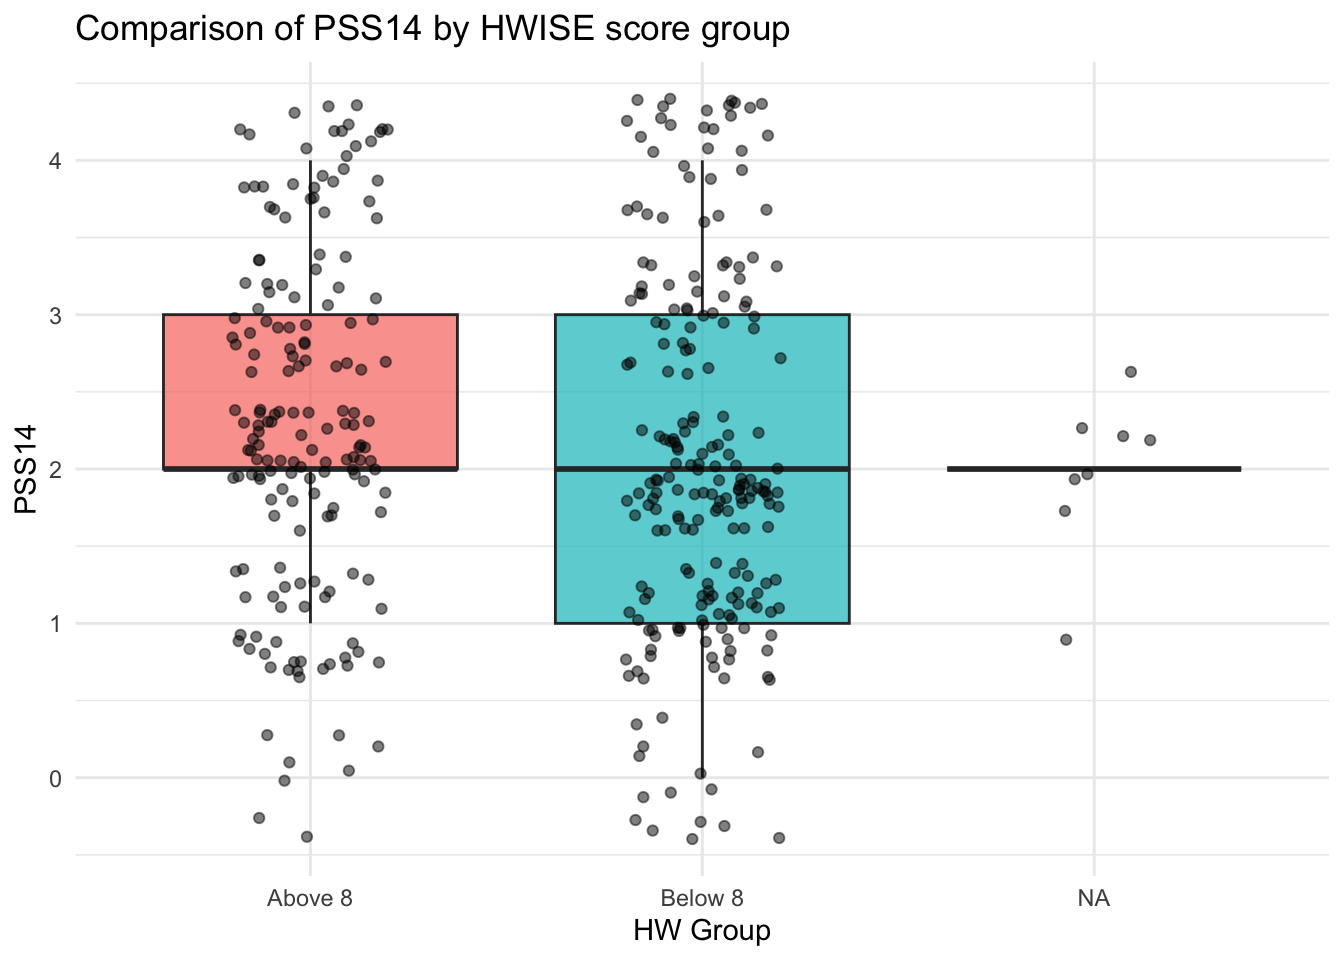 Comparison of PSS14 by HWISE score group
4
3
2
1
0
PSS14
Above 8
Below 8
NA
HW Group